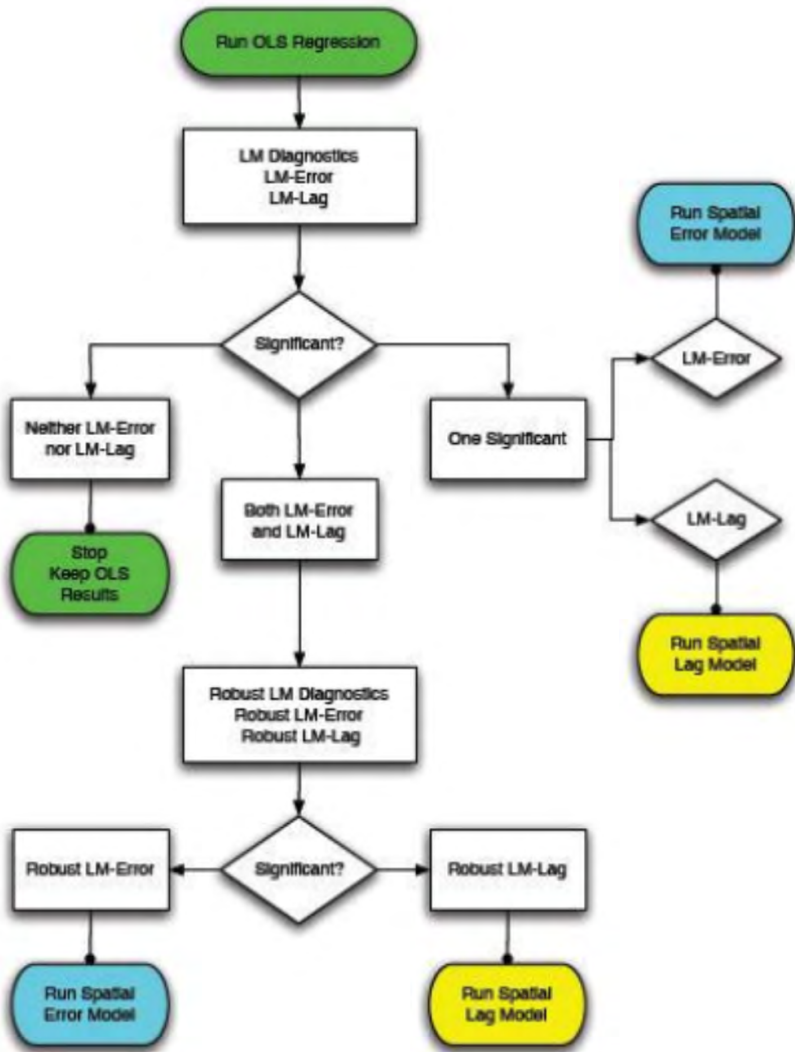 Run OLS Regression
LM Diagnostics
LM-Error
LM-Lag
Run Spatial
Error Model
Significant?
LM-Error
Neither LM-Error
nor LM-Lag
One Significant
Both LM-Error
and LM-Lag
LM-Lag
Stop
Keep OLS
Results
Run Spatial
Lag Model
Robust LM Diagnostics
Robust LM-Error
Robust LM-Lag
Robust LM-Error
Significant?
Robust LM-Lag
Run Spatial
Error Model
Run Spatial
Lag Model